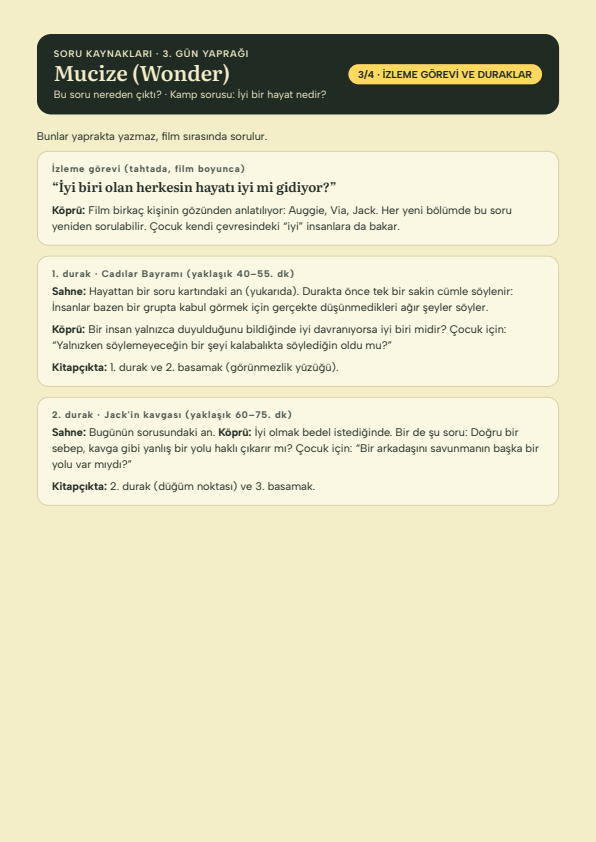 SORU KAYNAKLARI · 3. GÜN YAPRAĞI
Mucize (Wonder)
Bu soru nereden çıktı? · Kamp sorusu: İyi bir hayat nedir?
3/4 · İZLEME GÖREVİ VE DURAKLAR
Bunlar yaprakta yazmaz, film sırasında sorulur.
İzleme görevi (tahtada, film boyunca)
“İyi biri olan herkesin hayatı iyi mi gidiyor?”
Köprü: Film birkaç kişinin gözünden anlatılıyor: Auggie, Via, Jack. Her yeni bölümde bu soru
yeniden sorulabilir. Çocuk kendi çevresindeki “iyi” insanlara da bakar.
1. durak · Cadılar Bayramı (yaklaşık 40–55. dk)
Sahne: Hayattan bir soru kartındaki an (yukarıda). Durakta önce tek bir sakin cümle söylenir:
İnsanlar bazen bir grupta kabul görmek için gerçekte düşünmedikleri ağır şeyler söyler.
Köprü: Bir insan yalnızca duyulduğunu bildiğinde iyi davranıyorsa iyi biri midir? Çocuk için:
“Yalnızken söylemeyeceğin bir şeyi kalabalıkta söylediğin oldu mu?”
Kitapçıkta: 1. durak ve 2. basamak (görünmezlik yüzüğü).
2. durak · Jack’in kavgası (yaklaşık 60–75. dk)
Sahne: Bugünün sorusundaki an. Köprü: İyi olmak bedel istediğinde. Bir de şu soru: Doğru bir
sebep, kavga gibi yanlış bir yolu haklı çıkarır mı? Çocuk için: “Bir arkadaşını savunmanın başka bir
yolu var mıydı?”
Kitapçıkta: 2. durak (düğüm noktası) ve 3. basamak.